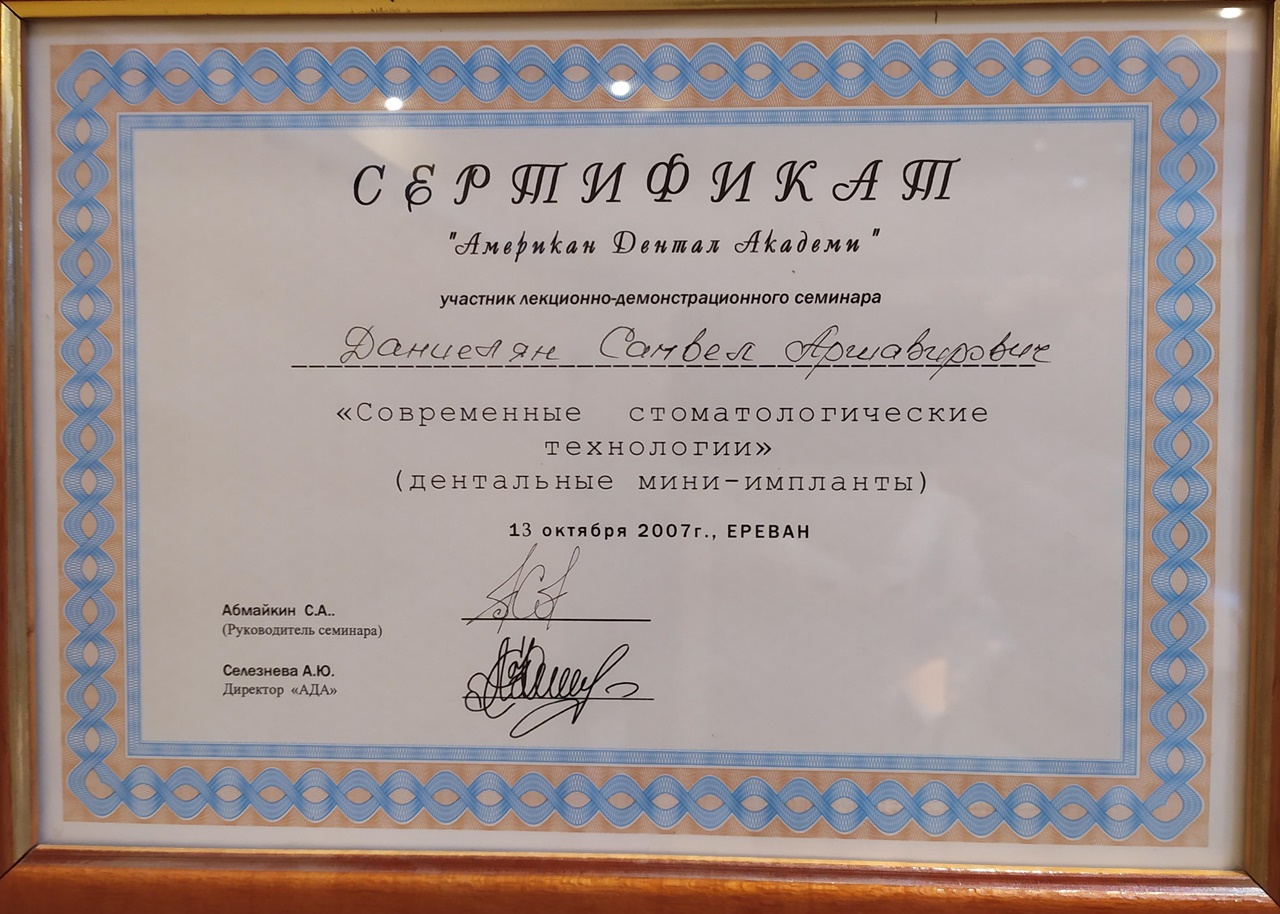 СЕРТИФИКАТ
"Американ Дентал Академи"
участник лекционно-демонстрационного семинара
Даниелян Санвел Аршавирович
«Современные стоматологические
технологии»
(дентальные мини-импланты)
13 октября 2007г., ЕРЕВАН
Абмайкин С.А..
(Руководитель семинара)
Селезнева А.Ю.
Директор «АДА»